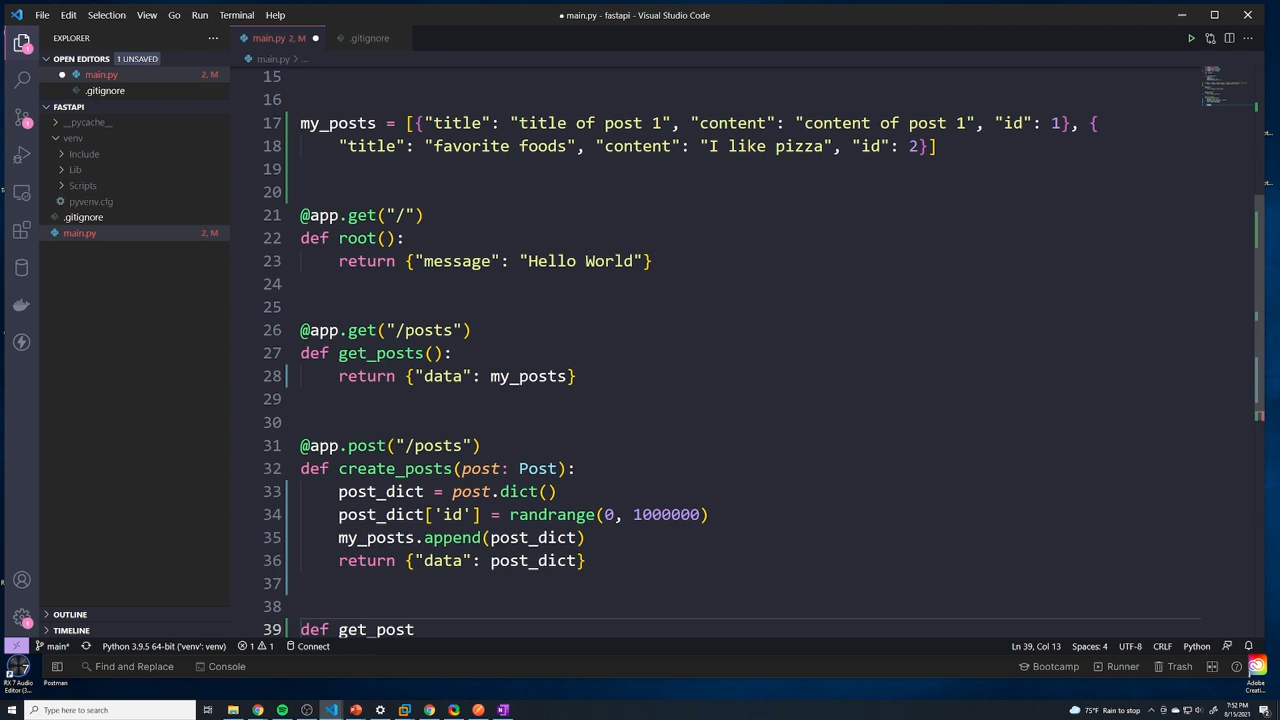 File Edit Selection View Go Run Terminal Help
● main.py - fastapi - Visual Studio Code
EXPLORER
main.py 2, M
.gitignore
OPEN EDITORS 1 UNSAVED
main.py > ...
main.py 2, M
.gitignore
FASTAPI
__pycache__
venv
Include
Lib
Scripts
pyvenv.cfg
.gitignore
main.py 2, M
OUTLINE
TIMELINE
15
16
17 my_posts = [{"title": "title of post 1", "content": "content of post 1", "id": 1}, {
18 "title": "favorite foods", "content": "I like pizza", "id": 2}]
19
20
21 @app.get("/")
22 def root():
23 return {"message": "Hello World"}
24
25
26 @app.get("/posts")
27 def get_posts():
28 return {"data": my_posts}
29
30
31 @app.post("/posts")
32 def create_posts(post: Post):
33 post_dict = post.dict()
34 post_dict['id'] = randrange(0, 1000000)
35 my_posts.append(post_dict)
36 return {"data": post_dict}
37
38
39 def get_post
main* Python 3.9.5 64-bit ('venv': venv) 1 1 Connect Ln 39, Col 13 Spaces: 4 UTF-8 CRLF Python
Find and Replace Console Bootcamp Runner Trash
RX 7 Audio
Editor (3...
Postman
Adobe
Creati...
Type here to search
75°F Rain to stop
7:52 PM
8/15/2021